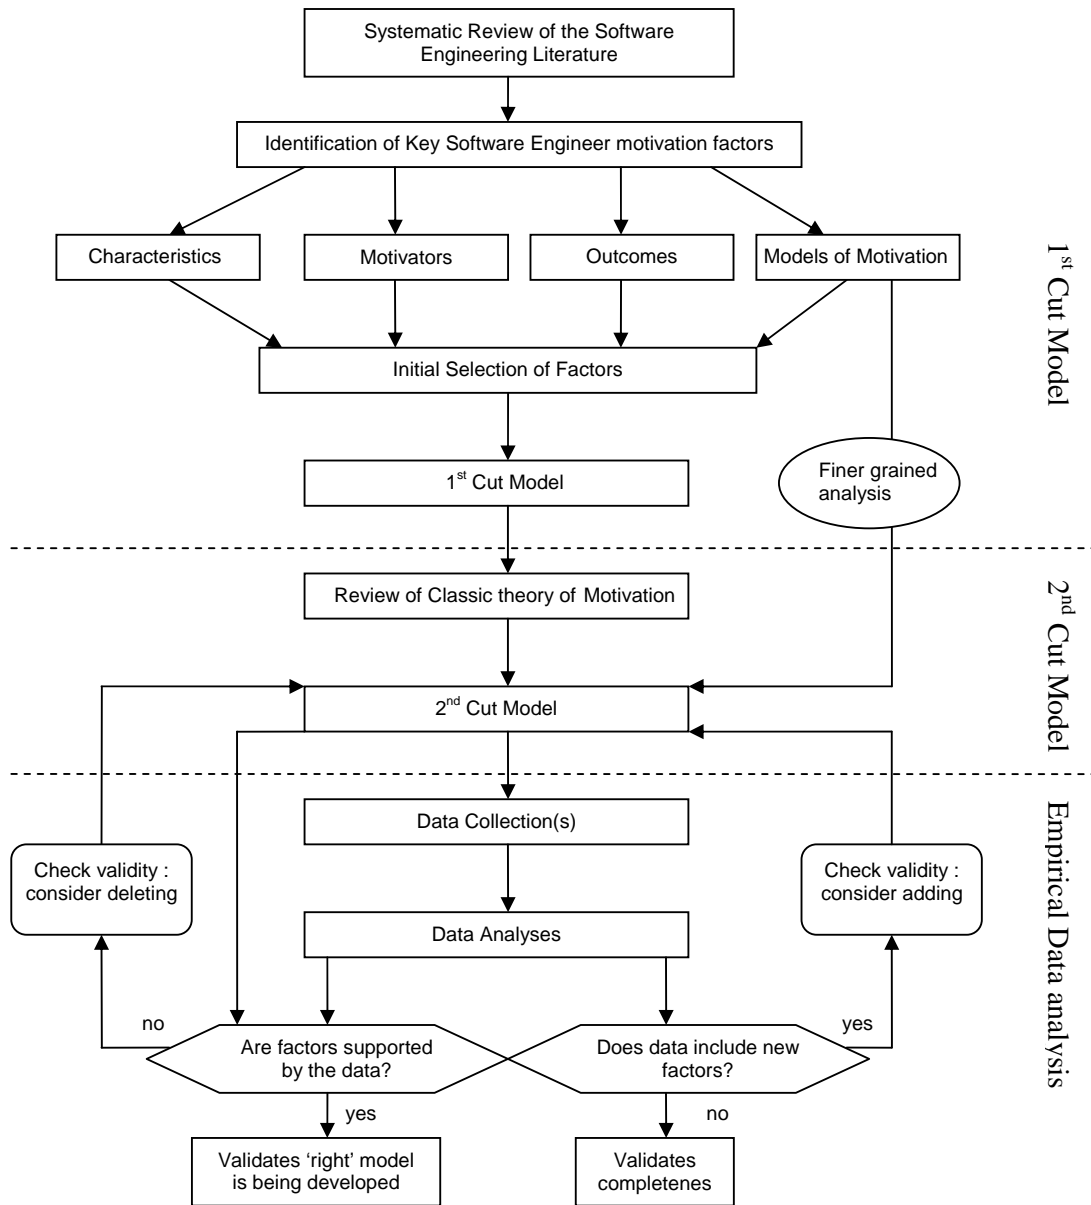 Systematic Review of the Software
Engineering Literature
Identification of Key Software Engineer motivation factors
Characteristics
Motivators
Outcomes
Models of Motivation
Initial Selection of Factors
1st Cut Model
Finer grained
analysis
1st Cut Model
Review of Classic theory of Motivation
2nd Cut Model
2nd Cut Model
Data Collection(s)
Check validity :
consider deleting
Check validity :
consider adding
Data Analyses
Empirical Data analysis
no
Are factors supported
by the data?
Does data include new
factors?
yes
yes
no
Validates ‘right’ model
is being developed
Validates
completenes